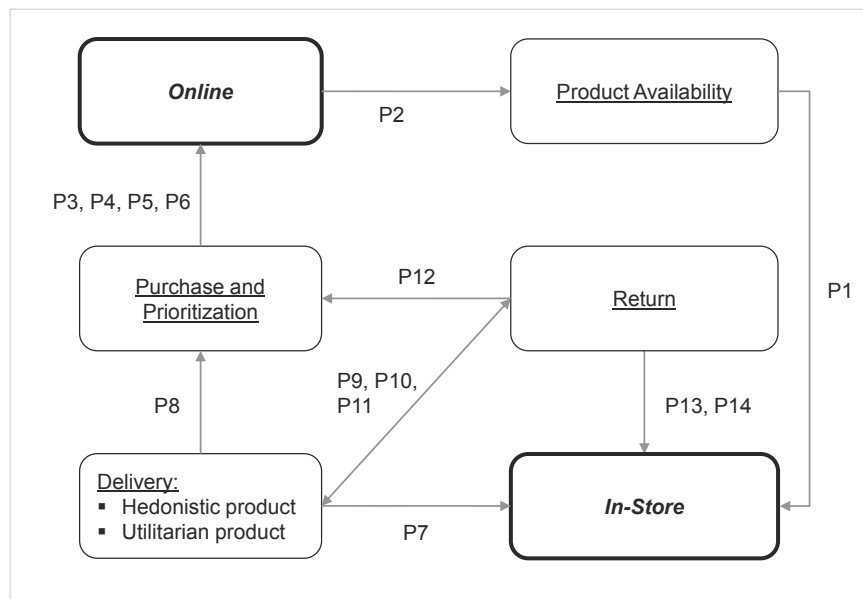 Online
Product Availability
P2
P3, P4, P5, P6
Purchase and
Prioritization
P12
Return
P1
P9, P10,
P11
P8
P13, P14
Delivery:
▪ Hedonistic product
▪ Utilitarian product
P7
In-Store